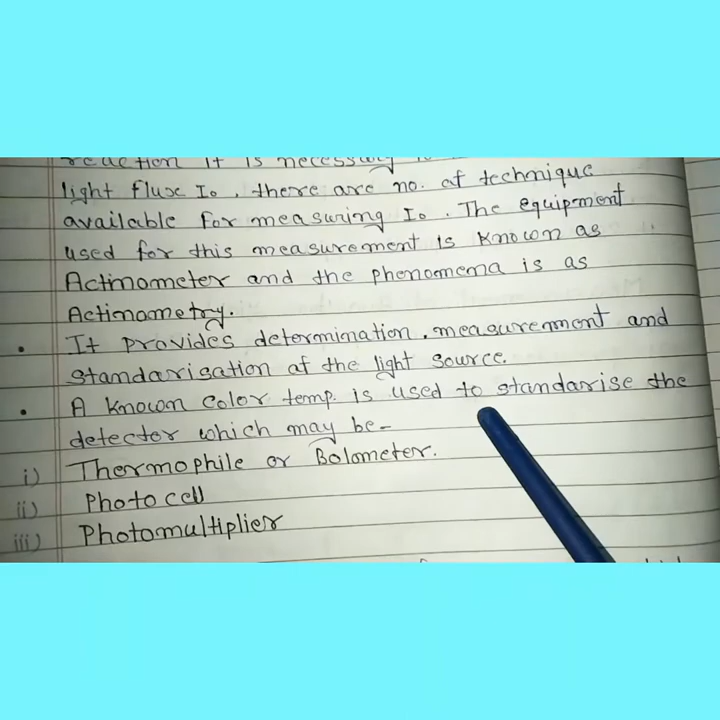 reaction it is necessary
light flux Io, there are no. of technique
available for measuring Io. The equipment
used for this measurement is known as
Actinometer and the phenomena is as
Actinometry.
• It provides determination, measurement and
standarisation of the light source.
• A known color temp. is used to standarise the
detector which may be-
i) Thermophile or Bolometer.
ii) Photocell
iii) Photomultiplier